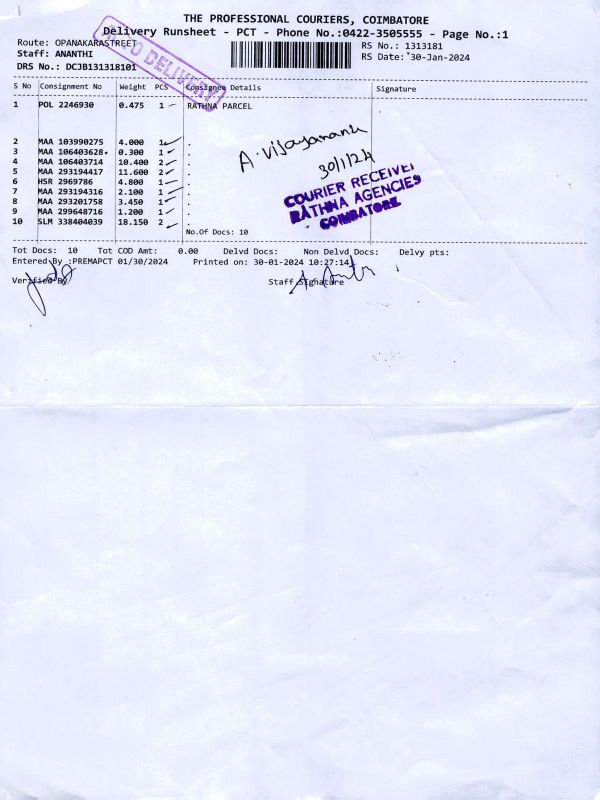 THE PROFESSIONAL COURIERS, COIMBATORE
Delivery Runsheet - PCT - Phone No.:0422-3505555 - Page No.:1
Route: OPANAKARASTREET
RS No.: 1313181
Staff: ANANTHI
RS Date: 30-Jan-2024
DRS No.: DCJB131318101
DELIVERY
S No Consignment No Weight PCS Consignee Details Signature
1 POL 2246930 0.475 1 RATHNA PARCEL
2 MAA 103990275 4.000 1 .
3 MAA 106403628 0.300 1 .
4 MAA 106403714 10.400 2 .
5 MAA 293194417 11.600 2 .
6 HSR 2969786 4.800 1 .
7 MAA 293194316 2.100 1 .
8 MAA 293201758 3.450 1 .
9 MAA 299648716 1.200 1 .
10 SLM 338404039 18.150 2 .
A. Vijayanank
30/1/24
COURIER RECEIVED
RATHNA AGENCIES
COIMBATORE
No.Of Docs: 10
Tot Docs: 10 Tot COD Amt: 0.00 Delvd Docs: Non Delvd Docs: Delvy pts:
Entered By :PREMAPCT 01/30/2024 Printed on: 30-01-2024 10:27:14
Verified By
Staff Signature